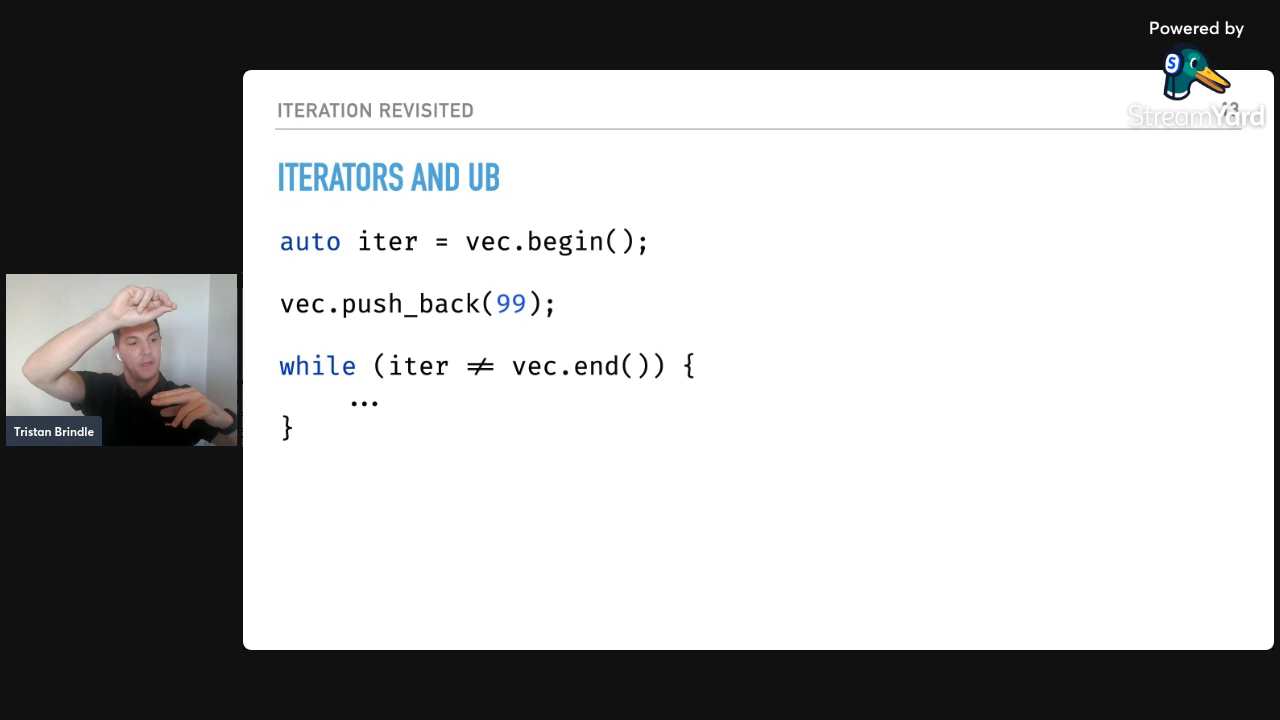 Powered by
StreamYard
ITERATION REVISITED
ITERATORS AND UB
auto iter = vec.begin();
vec.push_back(99);
while (iter ≠ vec.end()) {
...
}
Tristan Brindle